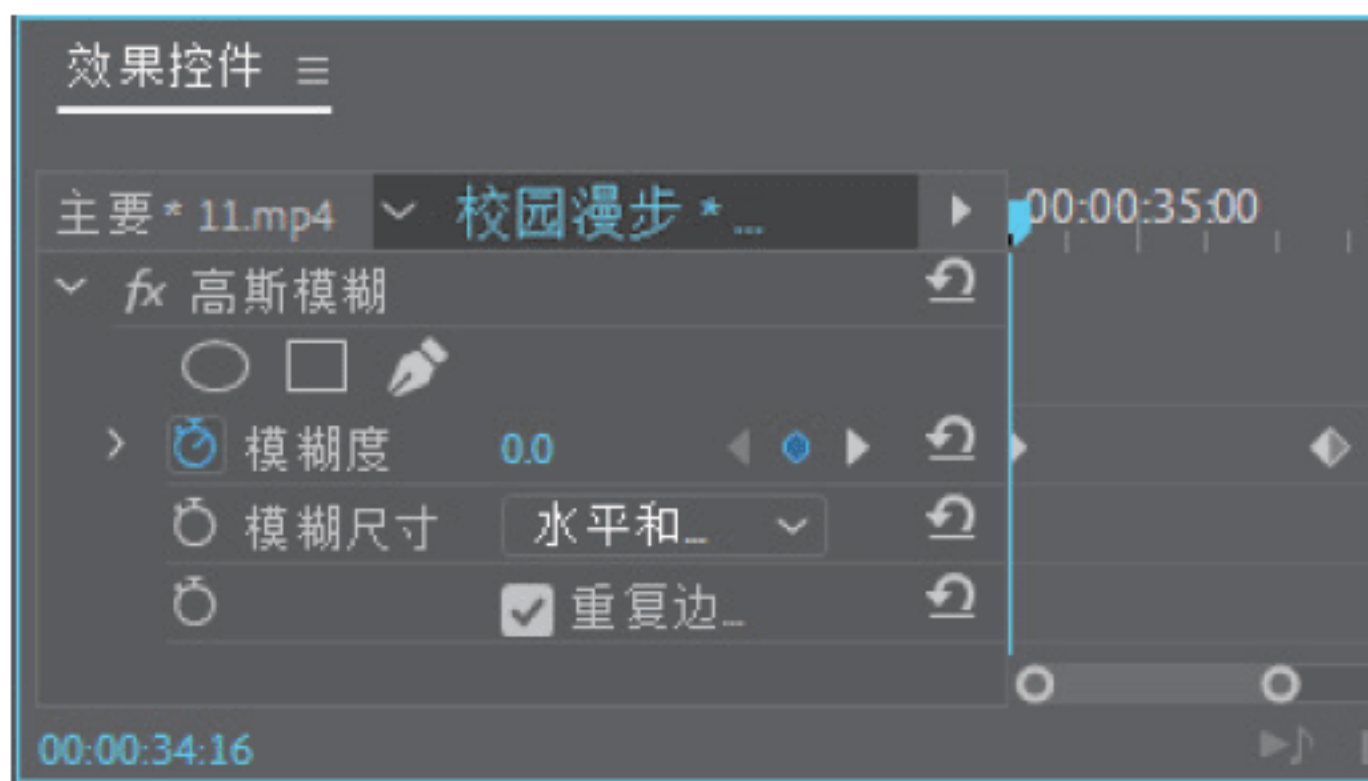 效果控件
主要 * 11.mp4 校园漫步 * ...
00:00:35:00
fx 高斯模糊
模糊度 0.0
模糊尺寸 水平和...
重复边...
00:00:34:16